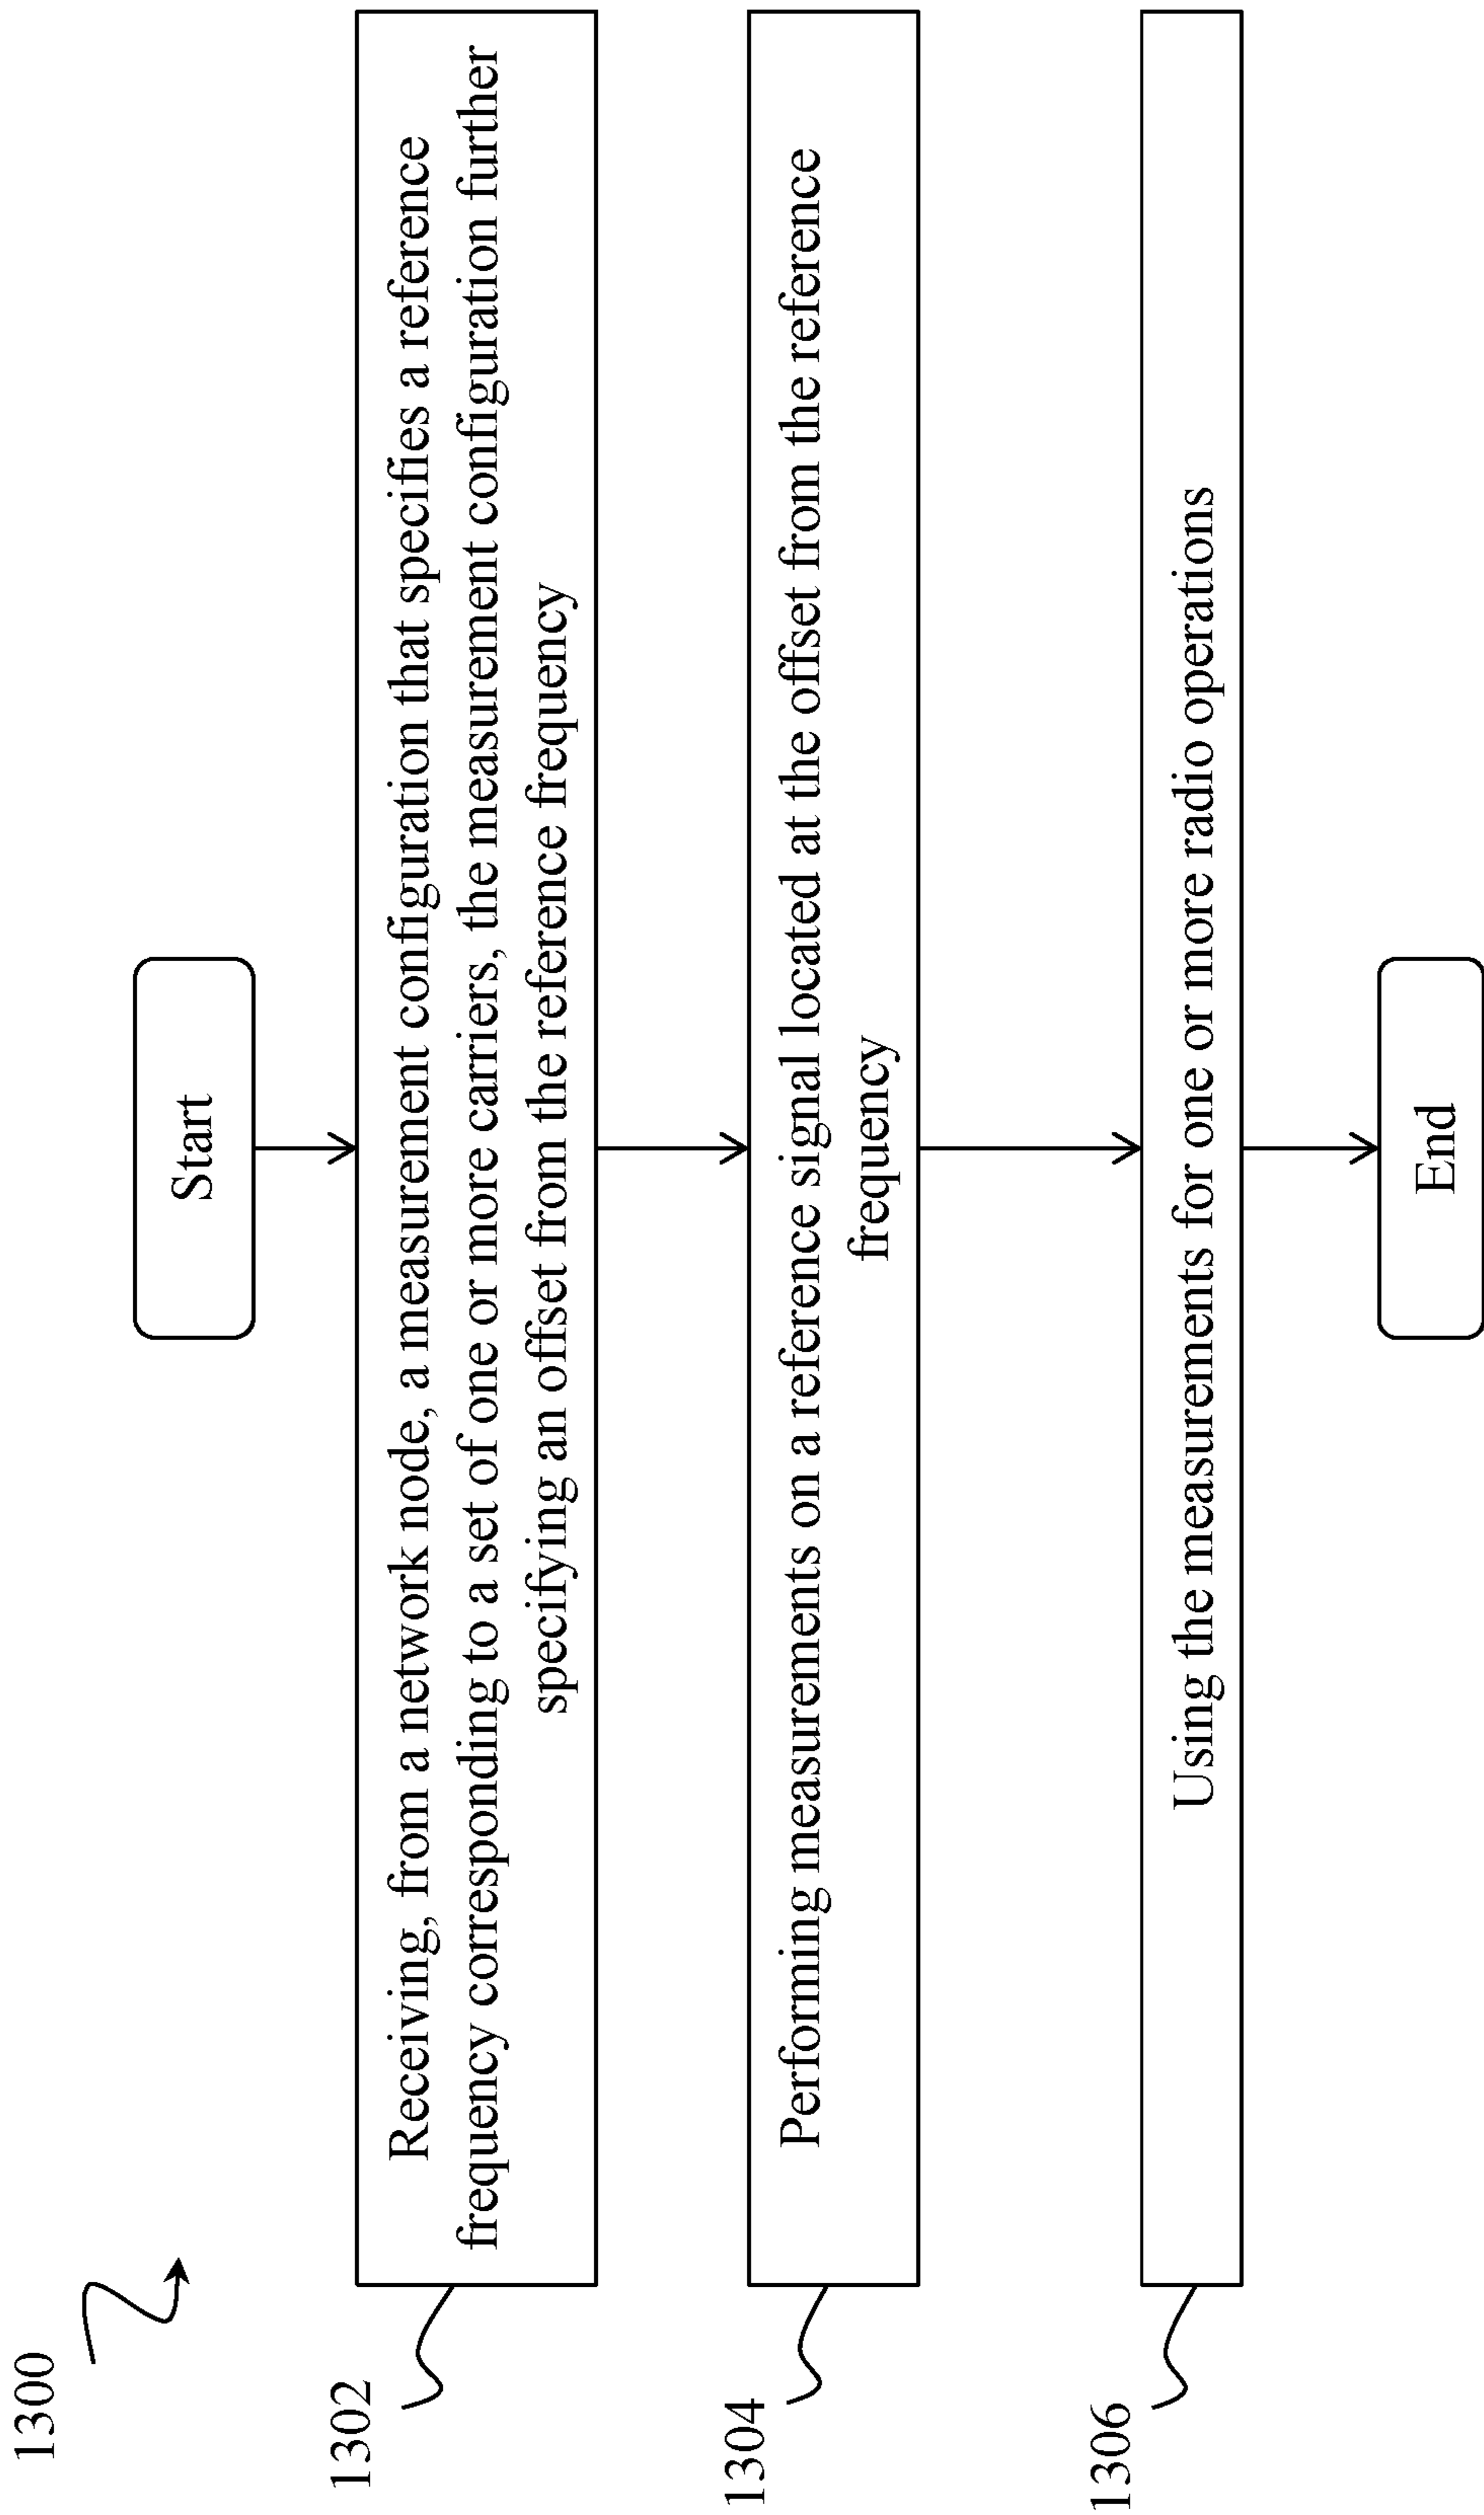 1300
Start
1302
Receiving, from a network node, a measurement configuration that specifies a reference
frequency corresponding to a set of one or more carriers, the measurement configuration further
specifying an offset from the reference frequency
1304
Performing measurements on a reference signal located at the offset from the reference
frequency
1306
Using the measurements for one or more radio operations
End